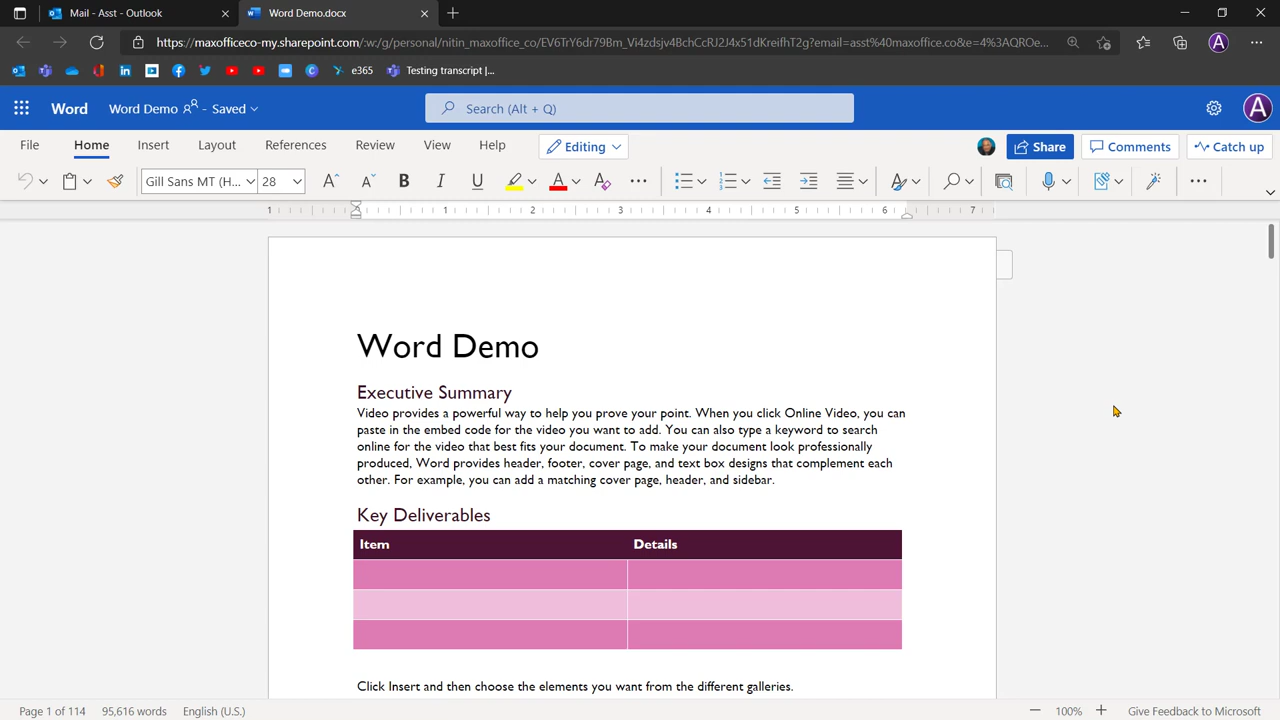 Mail - Asst - Outlook
Word Demo.docx
https://maxofficeco-my.sharepoint.com/:w:/g/personal/nitin_maxoffice_co/EV6TrY6dr79Bm_Vi4zdsjv4BchCcRJ2J4x51dKreifhT2g?email=asst%40maxoffice.co&e=4%3AQROe...
A
e365
Testing transcript |...
Word
Word Demo - Saved
Search (Alt + Q)
A
File
Home
Insert
Layout
References
Review
View
Help
Editing
Share
Comments
Catch up
Gill Sans MT (H...
28
1 1 2 3 4 5 6 7
Word Demo
Executive Summary
Video provides a powerful way to help you prove your point. When you click Online Video, you can
paste in the embed code for the video you want to add. You can also type a keyword to search
online for the video that best fits your document. To make your document look professionally
produced, Word provides header, footer, cover page, and text box designs that complement each
other. For example, you can add a matching cover page, header, and sidebar.
Key Deliverables
Item Details
Click Insert and then choose the elements you want from the different galleries.
Page 1 of 114
95,616 words
English (U.S.)
100%
Give Feedback to Microsoft